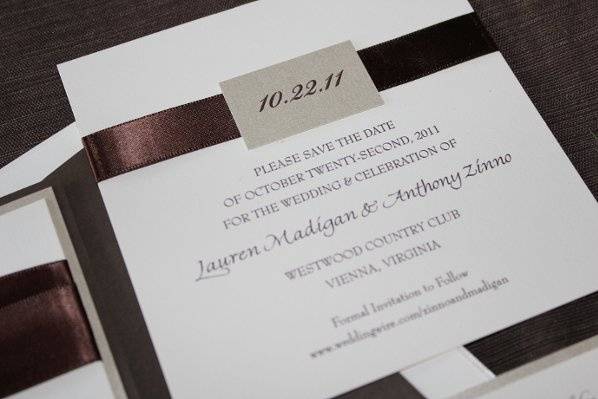 10.22.11
PLEASE SAVE THE DATE
OF OCTOBER TWENTY-SECOND, 2011
FOR THE WEDDING & CELEBRATION OF
Lauren Madigan & Anthony Zinno
WESTWOOD COUNTRY CLUB
VIENNA, VIRGINIA
Formal Invitation to Follow
www.weddingwire.com/zinnoandmadigan